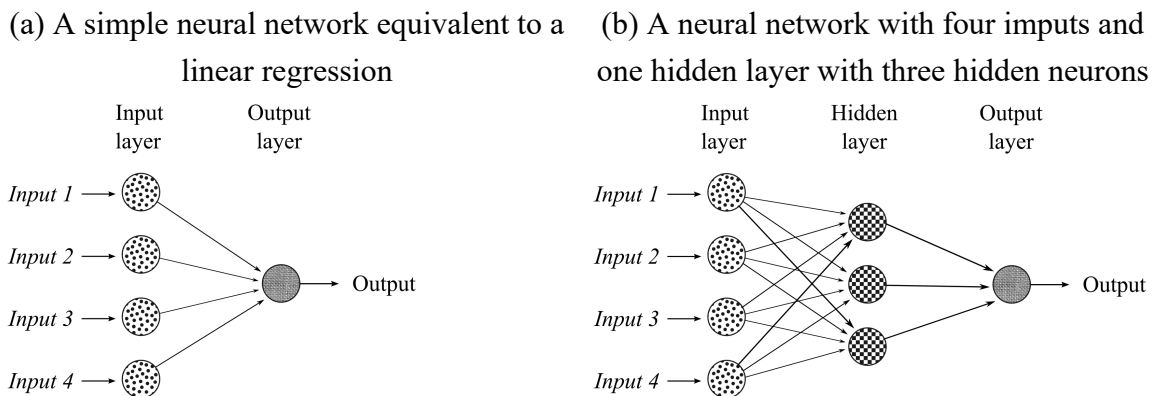 (a) A simple neural network equivalent to a
linear regression
Input
layer
Output
layer
Input 1
Input 2
Input 3
Input 4
Output
(b) A neural network with four imputs and
one hidden layer with three hidden neurons
Input
layer
Hidden
layer
Output
layer
Input 1
Input 2
Input 3
Input 4
Output